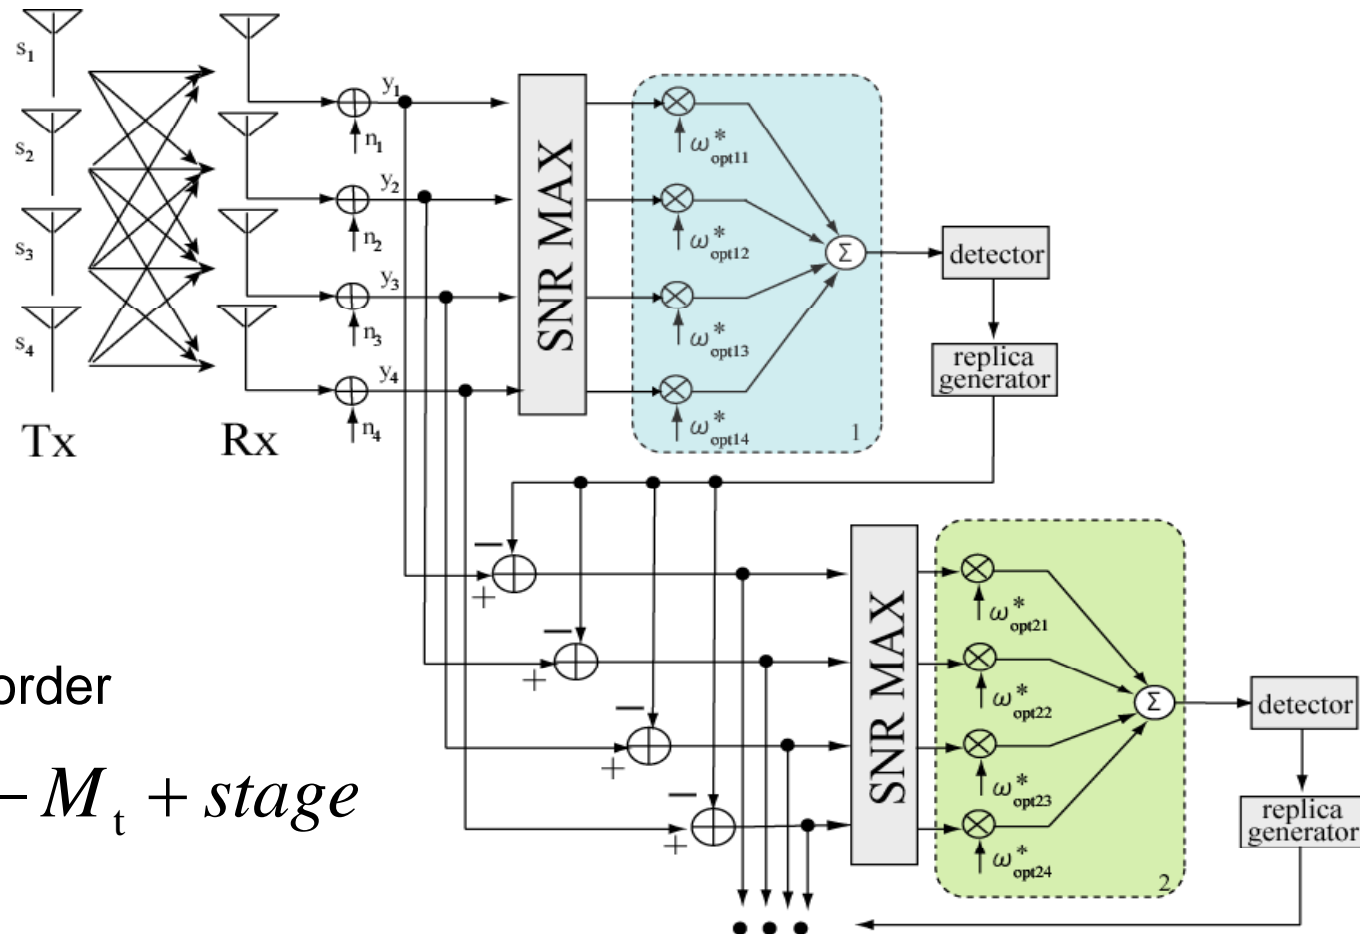 s1
s2
s3
s4
Tx
Rx
y1
n1
y2
n2
y3
n3
y4
n4
SNR MAX
ω*opt11
ω*opt12
ω*opt13
ω*opt14
Σ
1
detector
replica
generator
−
+
−
+
−
+
−
+
SNR MAX
ω*opt21
ω*opt22
ω*opt23
ω*opt24
Σ
2
detector
replica
generator
order
− Mt + stage